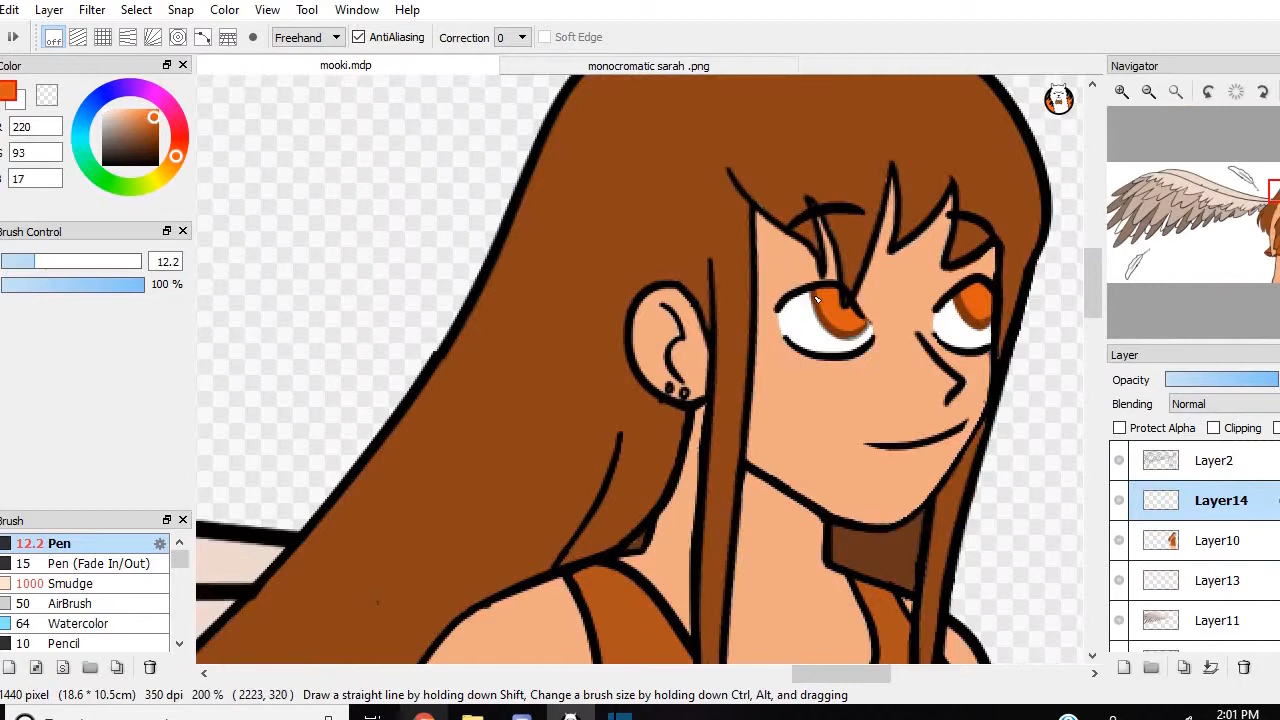 Edit Layer Filter Select Snap Color View Tool Window Help
off Freehand AntiAliasing Correction 0 Soft Edge
Color mooki.mdp monocromatic sarah .png Navigator
R 220
G 93
B 17
Brush Control
12.2
100 %
Layer
Opacity
Blending Normal
Protect Alpha Clipping
Layer2
Layer14
Layer10
Layer13
Layer11
Brush
12.2 Pen
15 Pen (Fade In/Out)
1000 Smudge
50 AirBrush
64 Watercolor
10 Pencil
1440 pixel (18.6 * 10.5cm) 350 dpi 200 % ( 2223, 320 ) Draw a straight line by holding down Shift, Change a brush size by holding down Ctrl, Alt, and dragging
2:01 PM